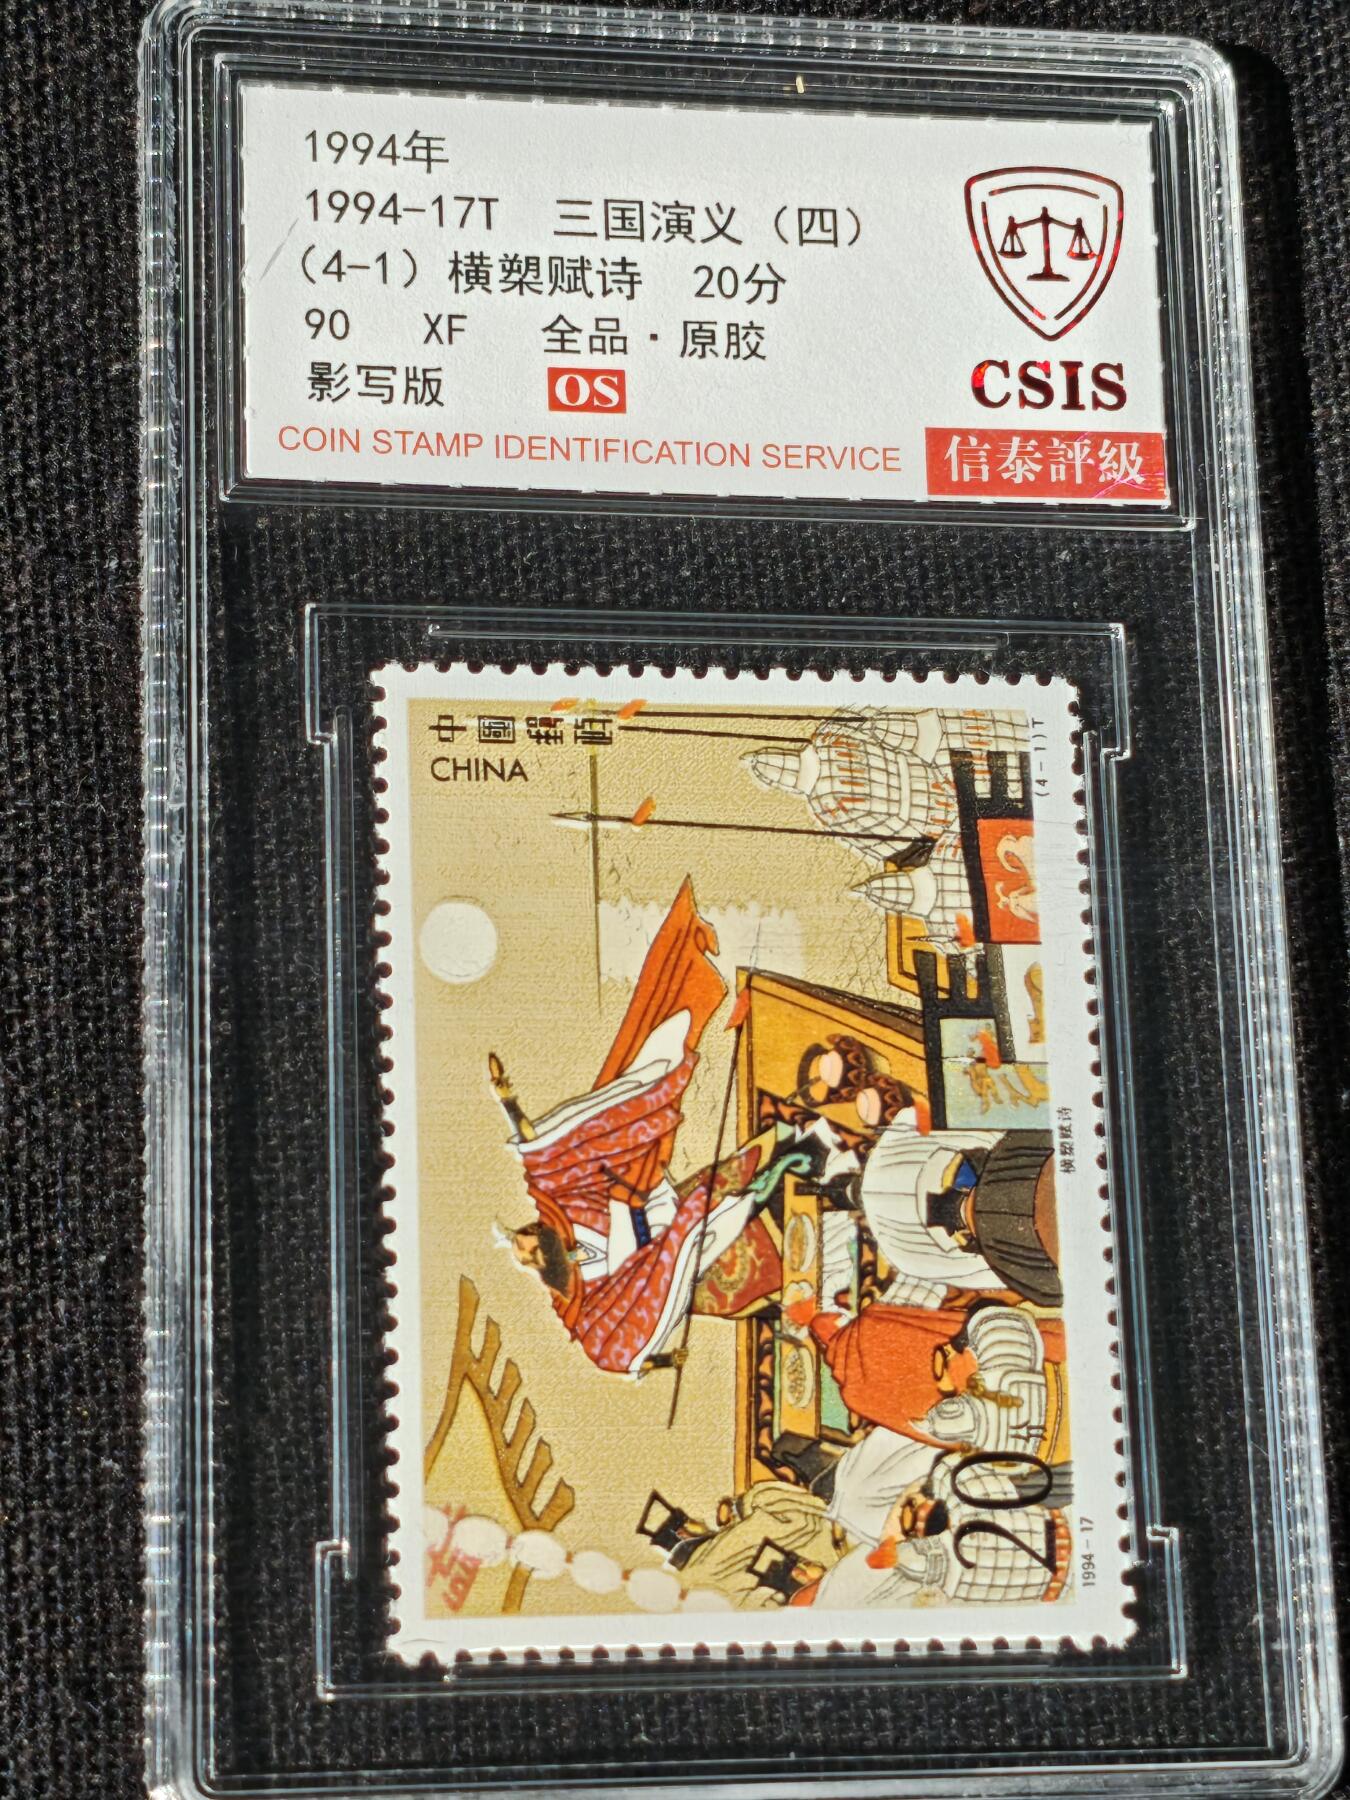 1994年
1994-17T 三国演义（四）
（4-1）横槊赋诗 20分
90 XF 全品·原胶
影写版 OS
COIN STAMP IDENTIFICATION SERVICE
CSIS
信泰評級
中國郵政
CHINA
(4-1)T
横槊赋诗
20分
1994-17